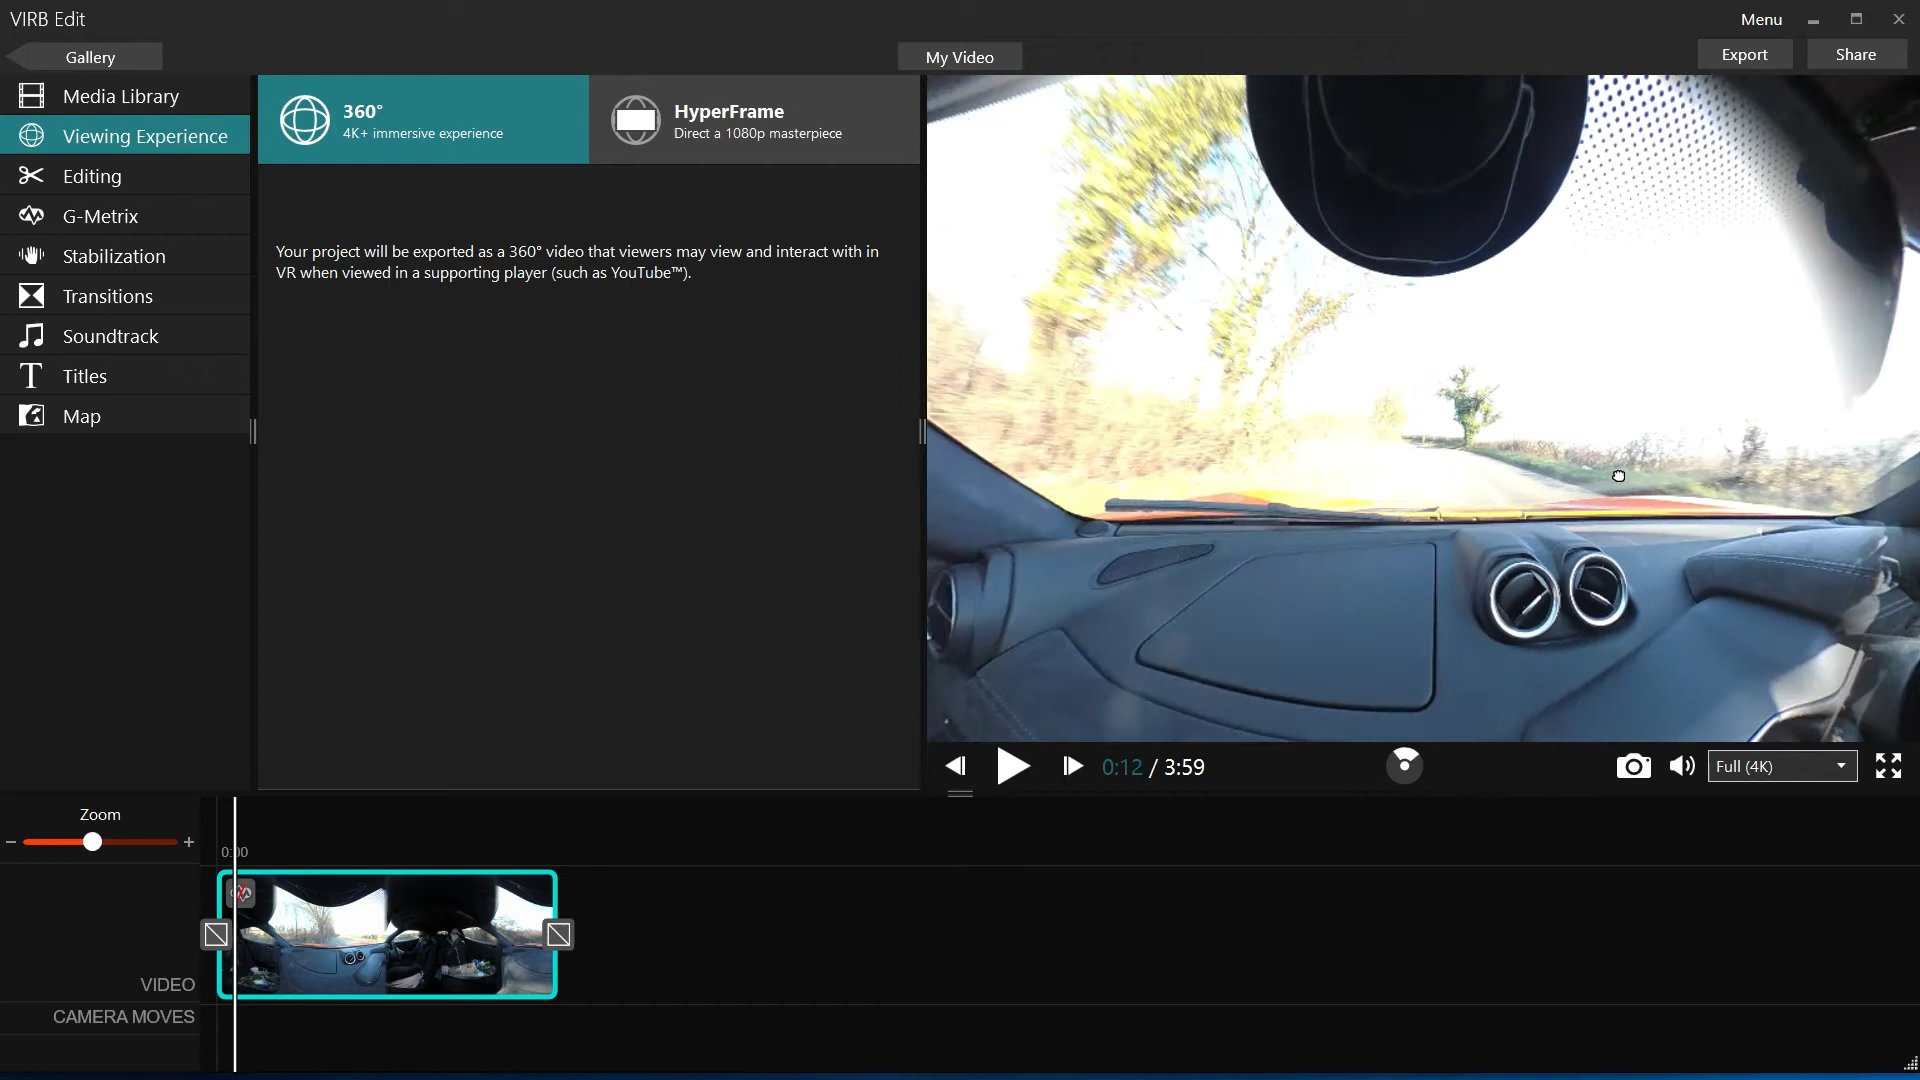 VIRB Edit
Menu
Gallery
My Video
Export
Share
Media Library
Viewing Experience
Editing
G-Metrix
Stabilization
Transitions
Soundtrack
Titles
Map
360°
4K+ immersive experience
HyperFrame
Direct a 1080p masterpiece
Your project will be exported as a 360° video that viewers may view and interact with in
VR when viewed in a supporting player (such as YouTube™).
0:12 / 3:59
Full (4K)
Zoom
0:00
VIDEO
CAMERA MOVES